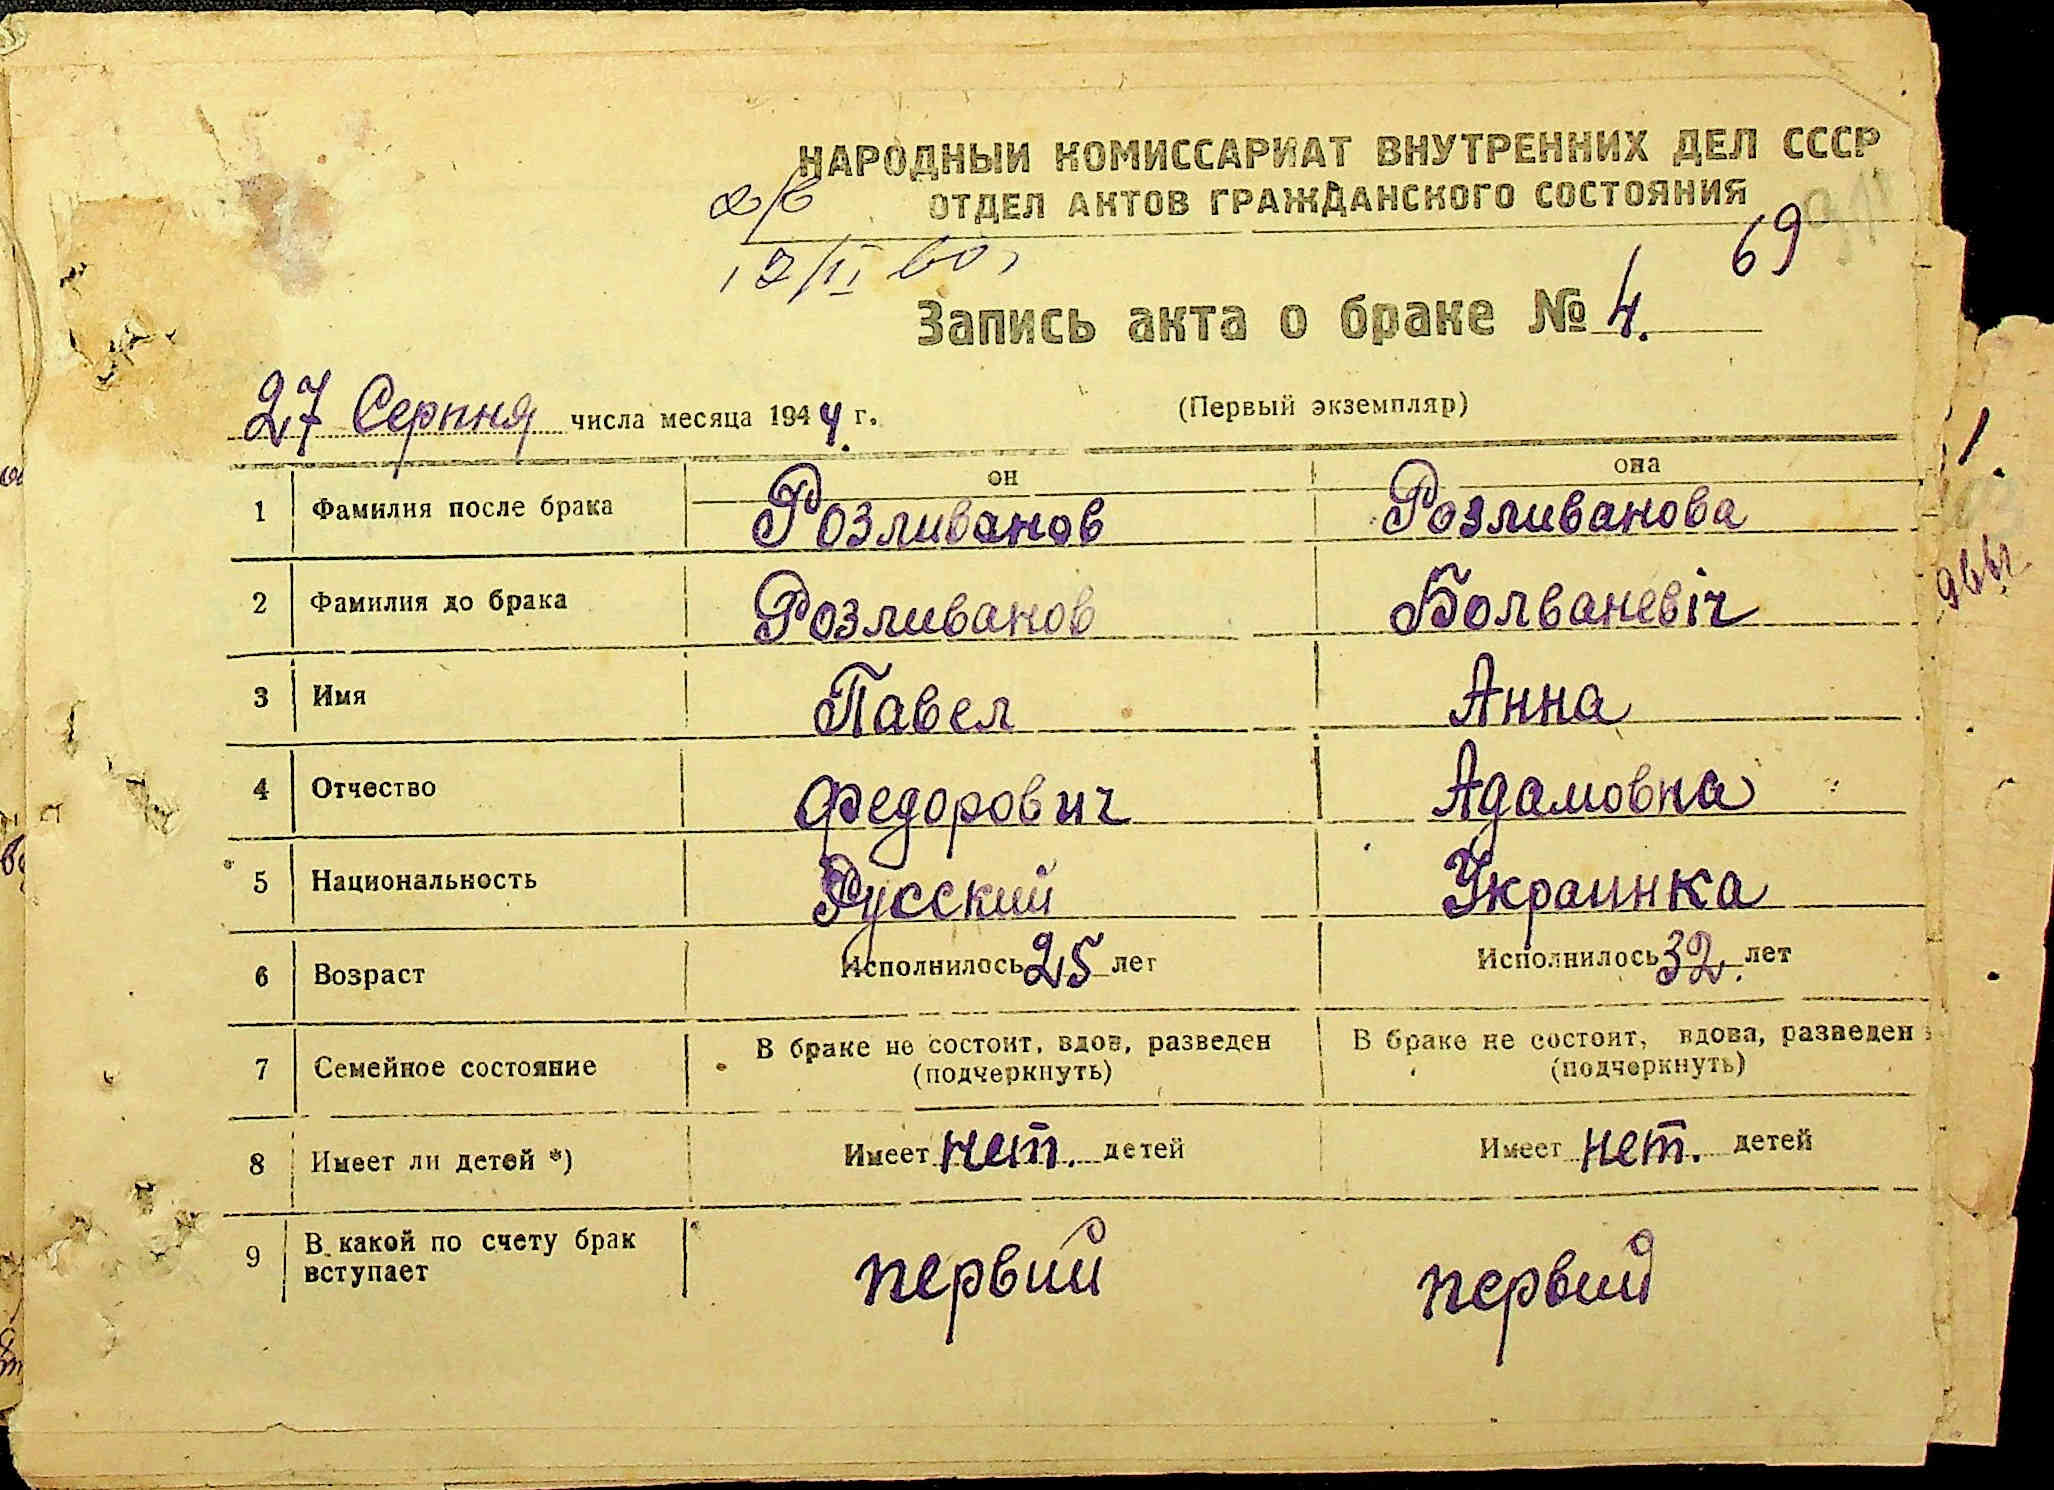 НАРОДНЫЙ КОМИССАРИАТ ВНУТРЕННИХ ДЕЛ СССР
ОТДЕЛ АКТОВ ГРАЖДАНСКОГО СОСТОЯНИЯ
69
Запись акта о браке № 4.
27 Серпня числа месяца 1944 г. (Первый экземпляр)
он она
1 Фамилия после брака Розливанов Розливанова
2 Фамилия до брака Розливанов Болваневіч
3 Имя Павел Анна
4 Отчество Федорович Адамовна
5 Национальность Русский Украинка
6 Возраст Исполнилось 25 лет Исполнилось 32 лет
7 Семейное состояние В браке не состоит, вдов, разведен В браке не состоит, вдова, разведен
(подчеркнуть) (подчеркнуть)
8 Имеет ли детей *) Имеет нет. детей Имеет нет. детей
9 В какой по счету брак
вступает первий первий